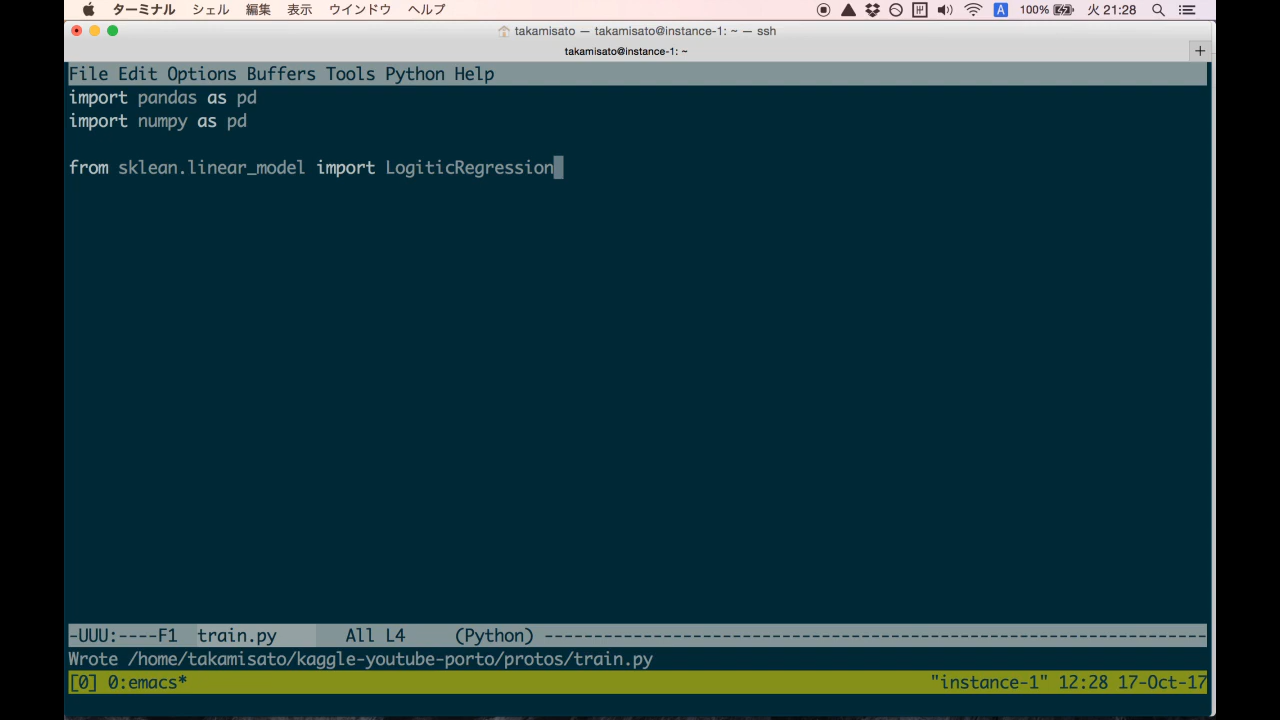 ターミナル シェル 編集 表示 ウインドウ ヘルプ 100% 火 21:28
takamisato — takamisato@instance-1: ~ — ssh
takamisato@instance-1: ~
File Edit Options Buffers Tools Python Help
import pandas as pd
import numpy as pd
from sklean.linear_model import LogiticRegression
-UUU:----F1 train.py All L4 (Python) -------------------------------------------------------------------
Wrote /home/takamisato/kaggle-youtube-porto/protos/train.py
[0] 0:emacs* "instance-1" 12:28 17-Oct-17